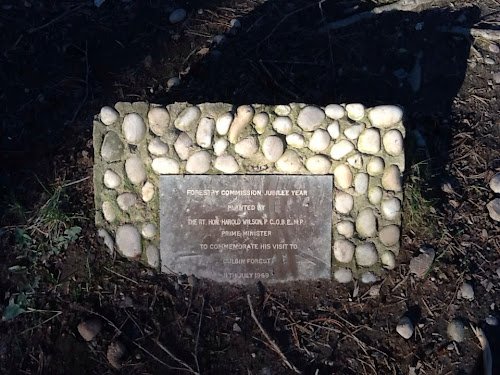 FORESTRY COMMISSION JUBILEE YEAR
PLANTED BY
THE RT. HON. HAROLD WILSON, P.C., O.B.E., M.P.
PRIME MINISTER
TO COMMEMORATE HIS VISIT TO
CULBIN FOREST
JULY 1969